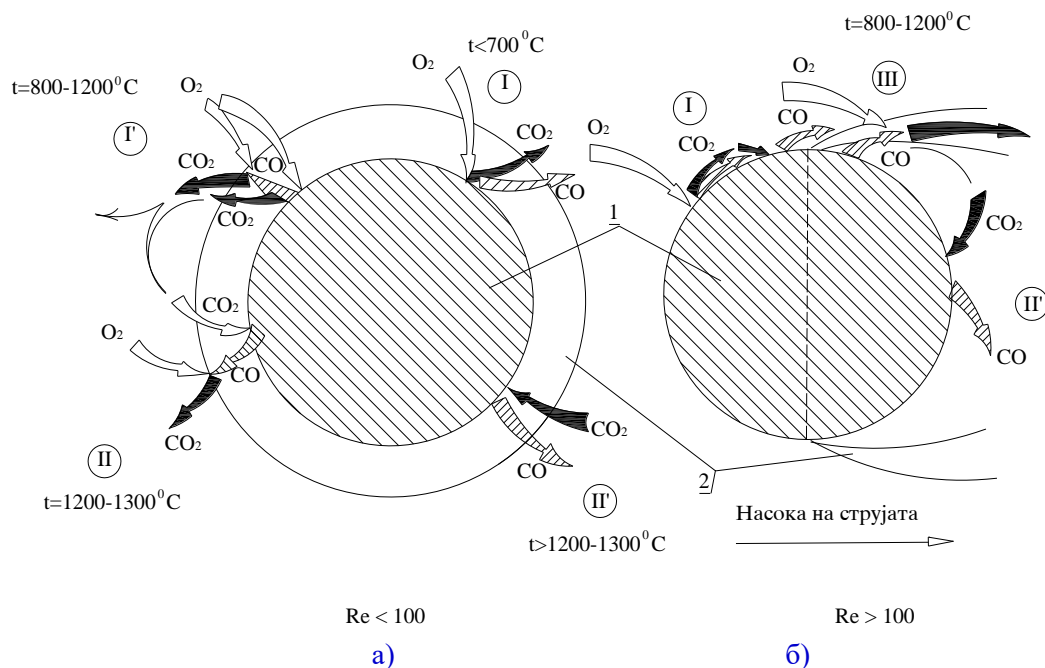 t=800-1200⁰C
t<700⁰C
O₂
III
I
O₂
t=800-1200⁰C
O₂
I
CO
I'
CO₂
O₂
CO₂
CO
CO₂
CO
CO
CO₂
CO
CO₂
1
CO₂
O₂
II'
CO
CO
CO₂
CO₂
CO
II
2
t=1200-1300⁰C
II'
Насока на струјата
t>1200-1300⁰C
Re < 100
Re > 100
а)
б)